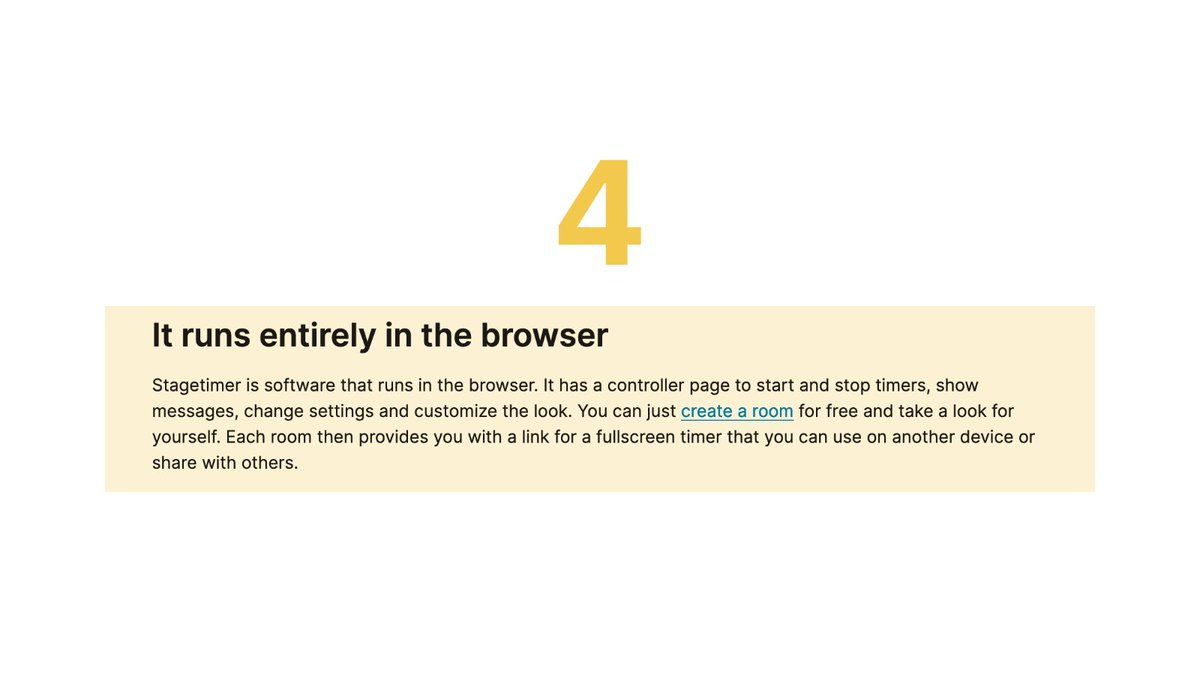 4
It runs entirely in the browser
Stagetimer is software that runs in the browser. It has a controller page to start and stop timers, show
messages, change settings and customize the look. You can just create a room for free and take a look for
yourself. Each room then provides you with a link for a fullscreen timer that you can use on another device or
share with others.